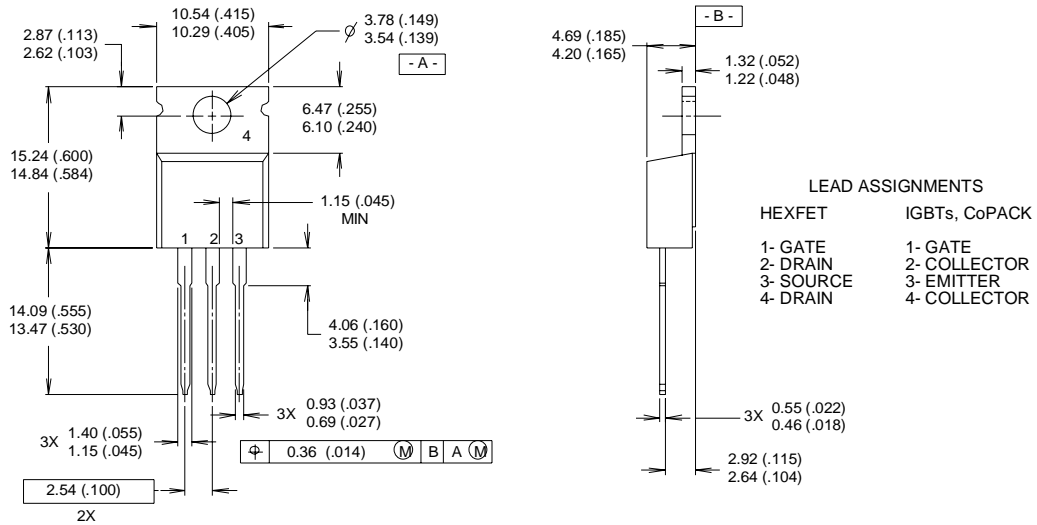 10.54 (.415)
10.29 (.405)
2.87 (.113)
2.62 (.103)
3.78 (.149)
3.54 (.139)
- A -
6.47 (.255)
6.10 (.240)
4
15.24 (.600)
14.84 (.584)
1.15 (.045)
MIN
1 2 3
14.09 (.555)
13.47 (.530)
4.06 (.160)
3.55 (.140)
3X 0.93 (.037)
0.69 (.027)
3X 1.40 (.055)
1.15 (.045)
⌖ 0.36 (.014) Ⓜ B A Ⓜ
2.54 (.100)
2X
- B -
4.69 (.185)
4.20 (.165)
1.32 (.052)
1.22 (.048)
3X 0.55 (.022)
0.46 (.018)
2.92 (.115)
2.64 (.104)
LEAD ASSIGNMENTS
HEXFET
1- GATE
2- DRAIN
3- SOURCE
4- DRAIN
IGBTs, CoPACK
1- GATE
2- COLLECTOR
3- EMITTER
4- COLLECTOR